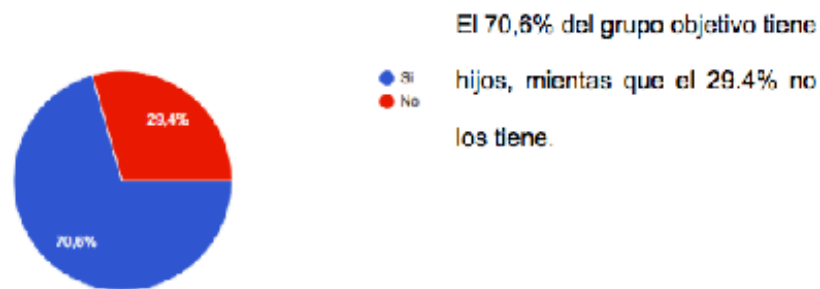 El 70,6% del grupo objetivo tiene
hijos, mientas que el 29.4% no
los tiene.
Si
No
29,4%
70,6%